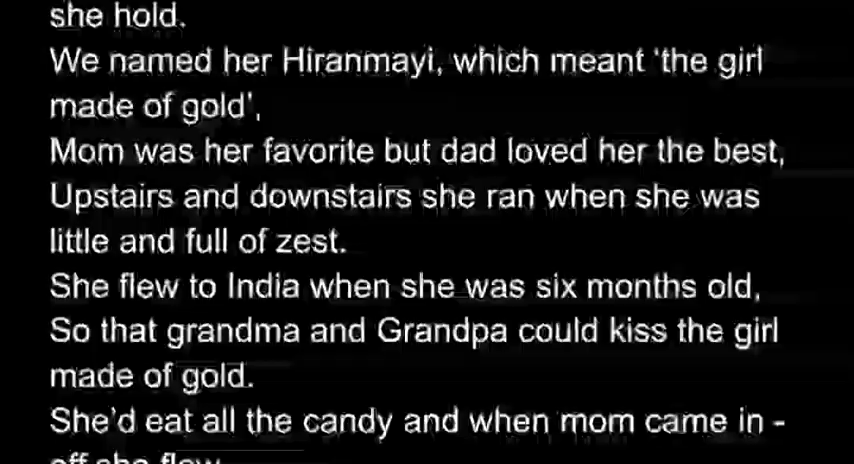 she hold.
We named her Hiranmayi, which meant 'the girl
made of gold',
Mom was her favorite but dad loved her the best,
Upstairs and downstairs she ran when she was
little and full of zest.
She flew to India when she was six months old,
So that grandma and Grandpa could kiss the girl
made of gold.
She'd eat all the candy and when mom came in -
off she flew